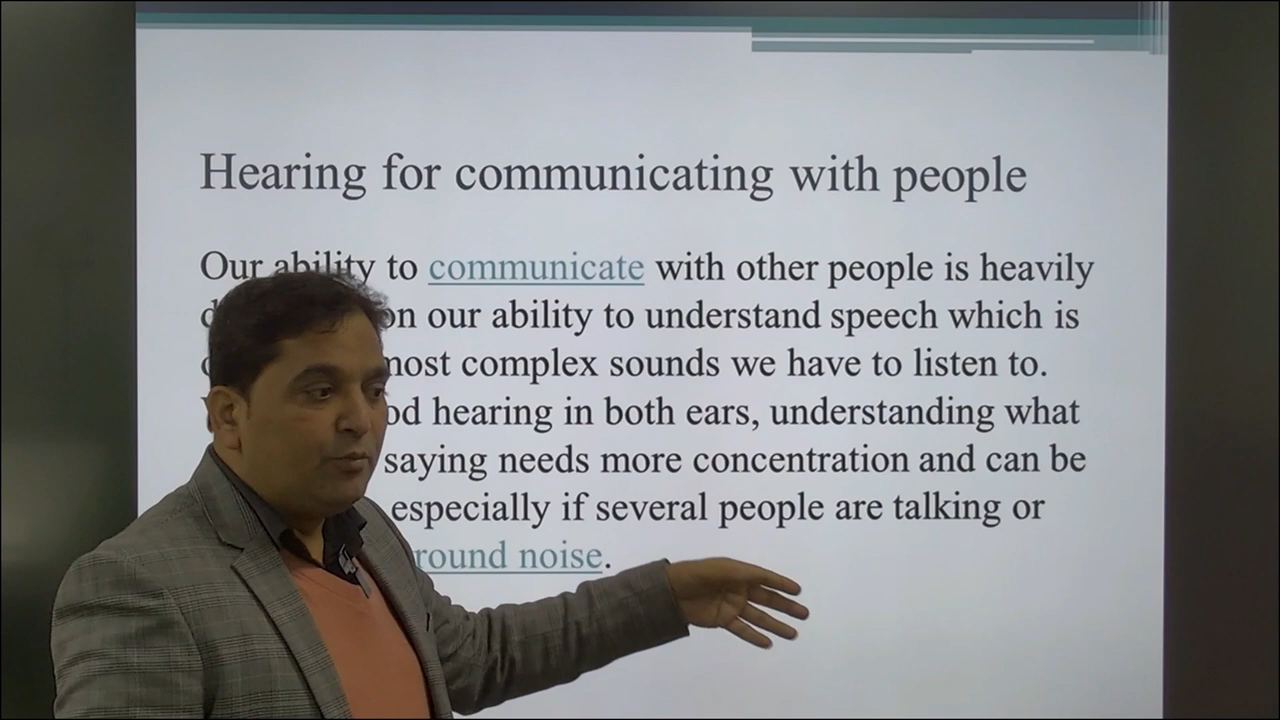 Hearing for communicating with people
Our ability to communicate with other people is heavily
on our ability to understand speech which is
most complex sounds we have to listen to.
hearing in both ears, understanding what
saying needs more concentration and can be
especially if several people are talking or
round noise.